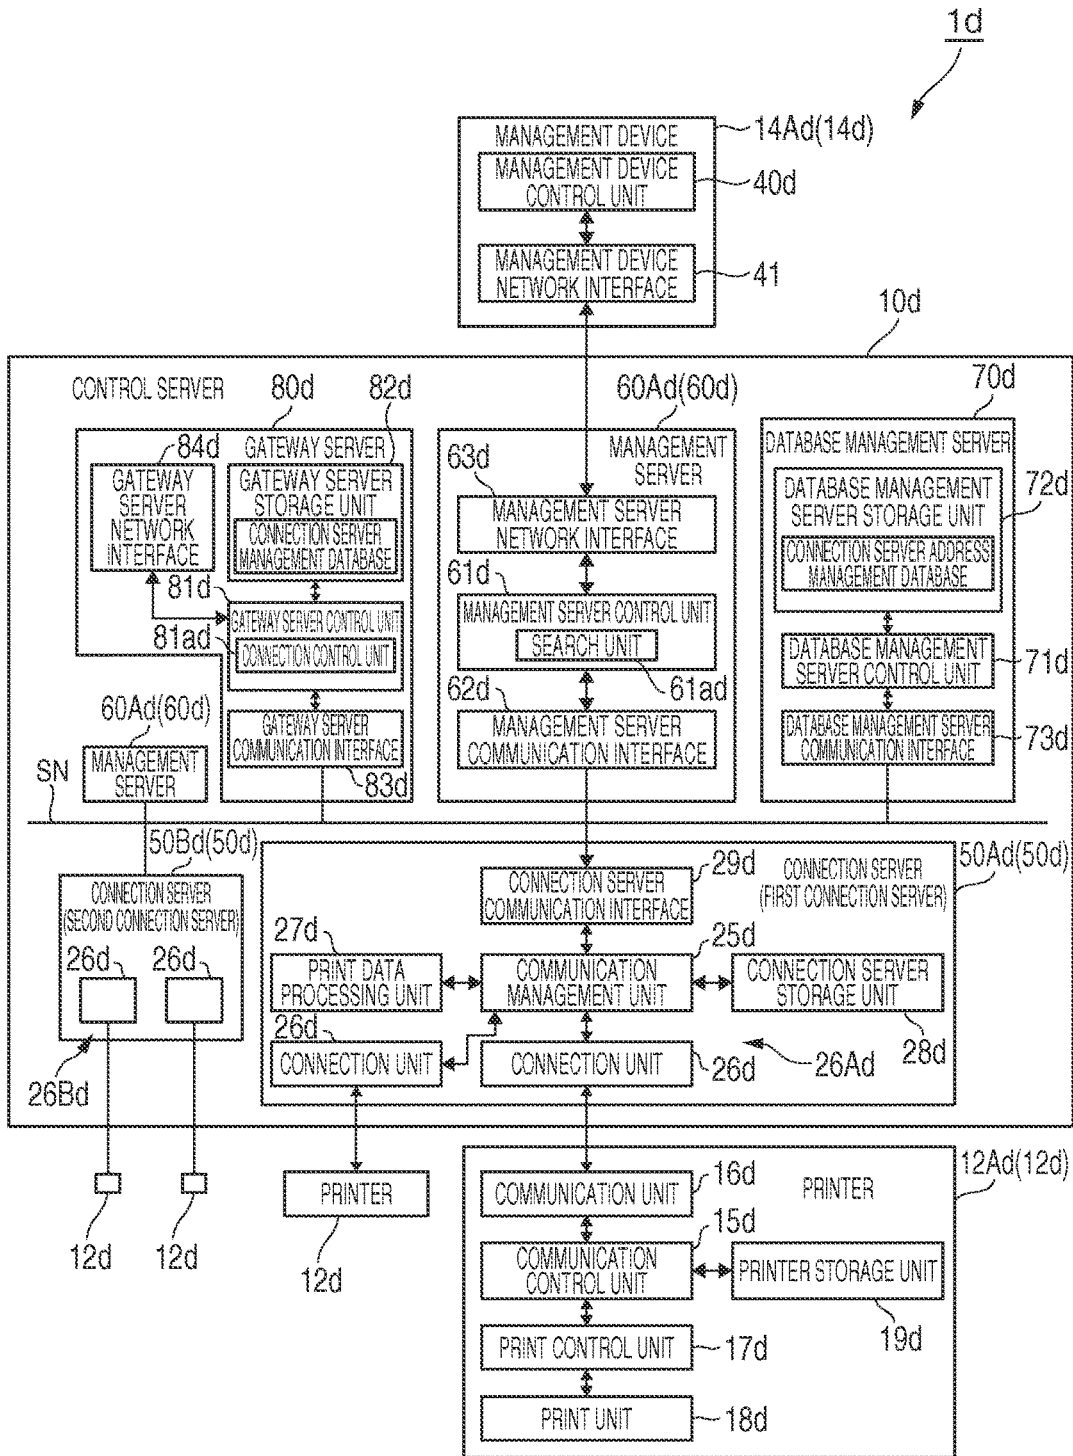 1d
MANAGEMENT DEVICE
14Ad(14d)
MANAGEMENT DEVICE
CONTROL UNIT
40d
MANAGEMENT DEVICE
NETWORK INTERFACE
41
10d
CONTROL SERVER
80d
82d
60Ad(60d)
70d
84d
GATEWAY SERVER
GATEWAY
SERVER
NETWORK
INTERFACE
GATEWAY SERVER
STORAGE UNIT
CONNECTION SERVER
MANAGEMENT DATABASE
81d
GATEWAY SERVER CONTROL UNIT
81ad
CONNECTION CONTROL UNIT
GATEWAY SERVER
COMMUNICATION INTERFACE
83d
63d
MANAGEMENT
SERVER
MANAGEMENT SERVER
NETWORK INTERFACE
61d
MANAGEMENT SERVER CONTROL UNIT
SEARCH UNIT
61ad
62d
MANAGEMENT SERVER
COMMUNICATION INTERFACE
DATABASE MANAGEMENT SERVER
72d
DATABASE MANAGEMENT
SERVER STORAGE UNIT
CONNECTION SERVER ADDRESS
MANAGEMENT DATABASE
DATABASE MANAGEMENT
SERVER CONTROL UNIT
71d
DATABASE MANAGEMENT SERVER
COMMUNICATION INTERFACE
73d
60Ad(60d)
MANAGEMENT
SERVER
SN
50Bd(50d)
CONNECTION SERVER
(SECOND CONNECTION SERVER)
26d
26d
26Bd
12d
12d
50Ad(50d)
CONNECTION SERVER
(FIRST CONNECTION SERVER)
29d
CONNECTION SERVER
COMMUNICATION INTERFACE
27d
25d
PRINT DATA
PROCESSING UNIT
COMMUNICATION
MANAGEMENT UNIT
CONNECTION SERVER
STORAGE UNIT
28d
26d
CONNECTION UNIT
CONNECTION UNIT
26d
26Ad
PRINTER
12d
12Ad(12d)
PRINTER
COMMUNICATION UNIT
16d
15d
COMMUNICATION
CONTROL UNIT
PRINTER STORAGE UNIT
19d
PRINT CONTROL UNIT
17d
PRINT UNIT
18d